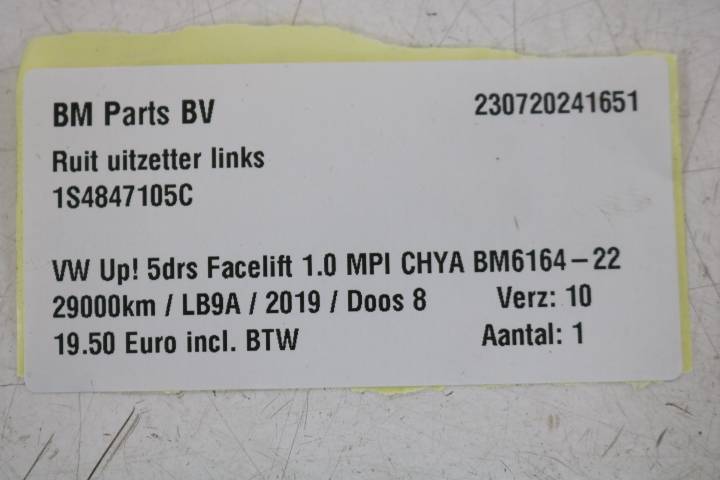 BM Parts BV 230720241651
Ruit uitzetter links
1S4847105C
VW Up! 5drs Facelift 1.0 MPI CHYA BM6164-22
29000km / LB9A / 2019 / Doos 8 Verz: 10
19.50 Euro incl. BTW Aantal: 1